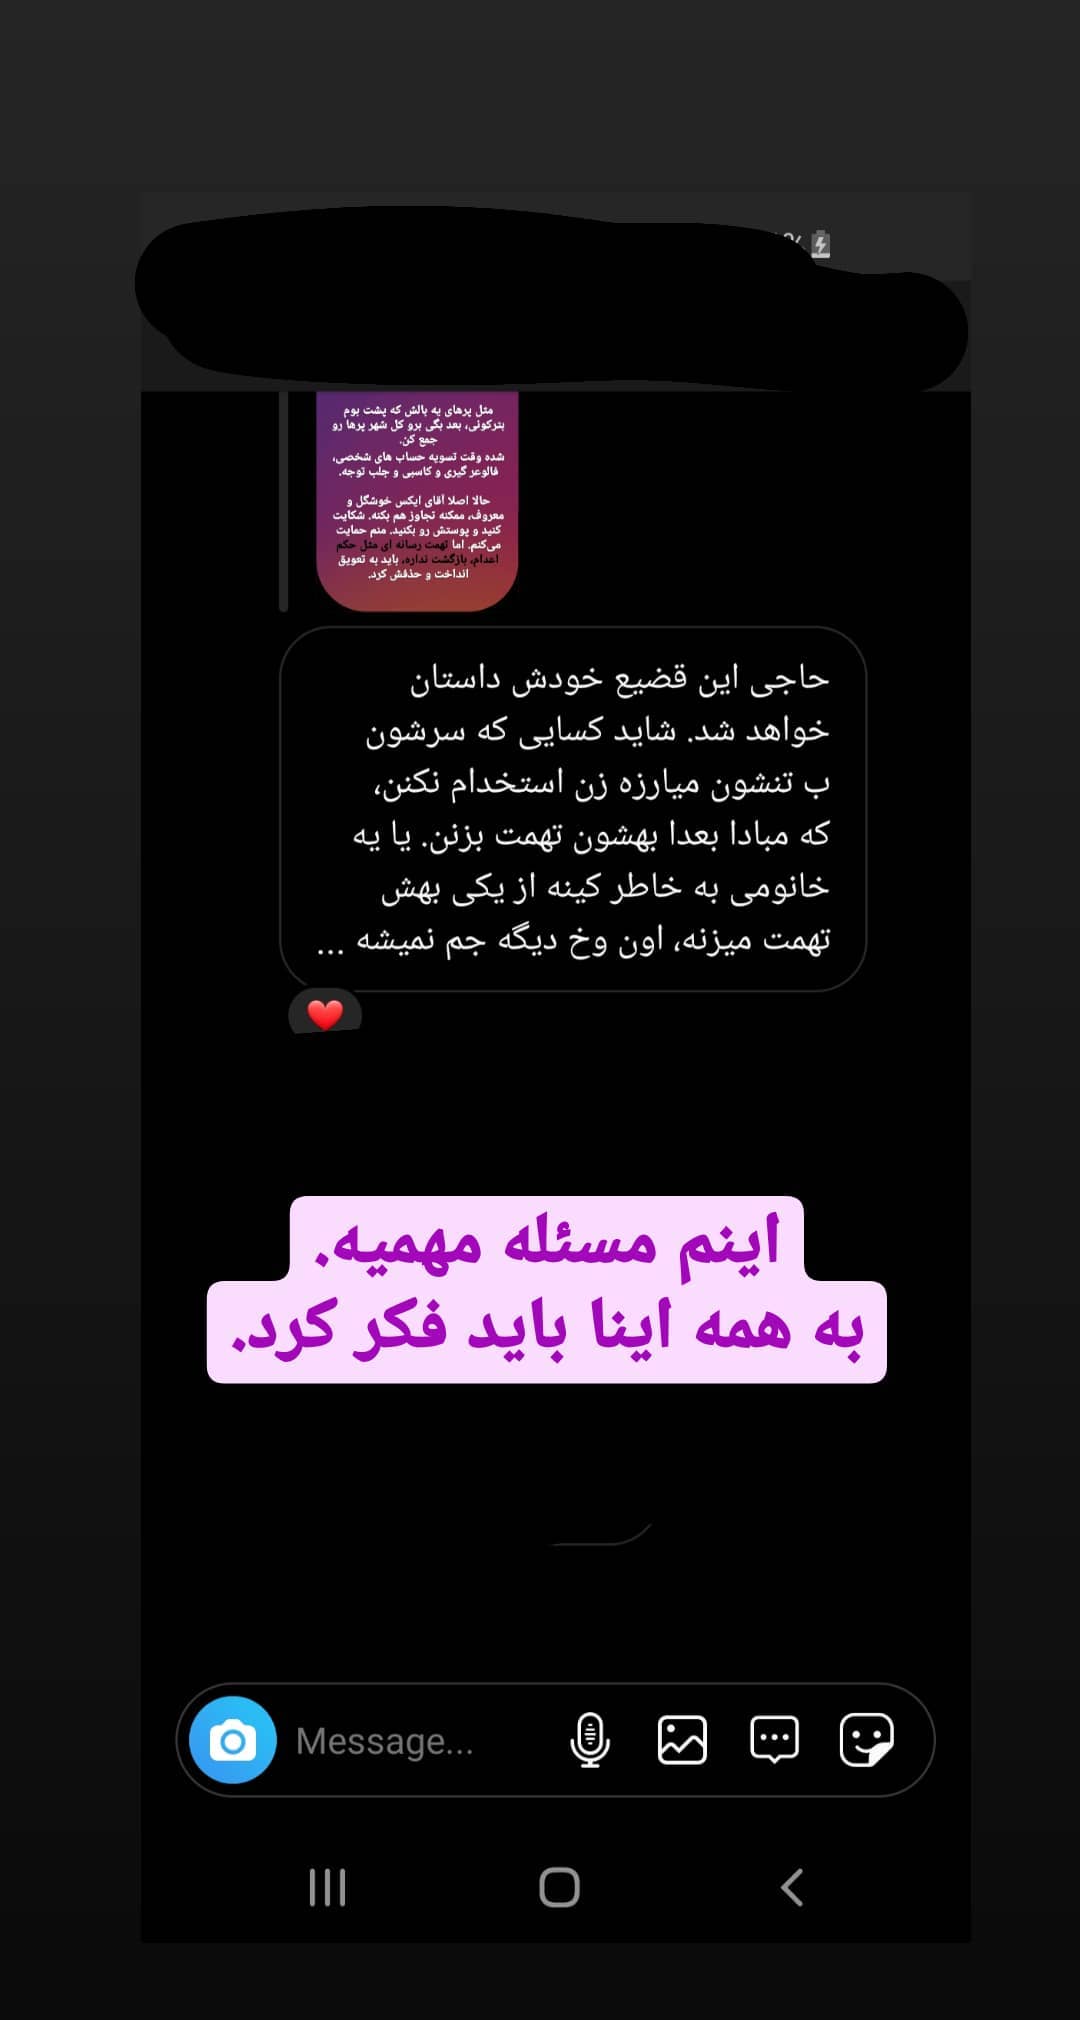 %
مثل پرهای یه بالش که پشت بوم
بترکونی، بعد بگی برو کل شهر پرها رو
جمع کن.
شده وقت تسویه حساب های شخصی،
فالوعر گیری و کاسبی و جلب توجه.
حالا اصلا آقای ایکس خوشگل و
معروف، ممکنه تجاوز هم بکنه. شکایت
کنید و پوستش رو بکنید. منم حمایت
می‌کنم. اما تهمت رسانه ای مثل حکم
اعدام، بازگشت نداره، باید به تعویق
انداخت و حذفش کرد.
حاجی این قضیع خودش داستان
خواهد شد. شاید کسایی که سرشون
ب تنشون میارزه زن استخدام نکنن،
که مبادا بعدا بهشون تهمت بزنن. یا یه
خانومی به خاطر کینه از یکی بهش
تهمت میزنه، اون وخ دیگه جم نمیشه ...
اینم مسئله مهمیه.
به همه اینا باید فکر کرد.
Message...